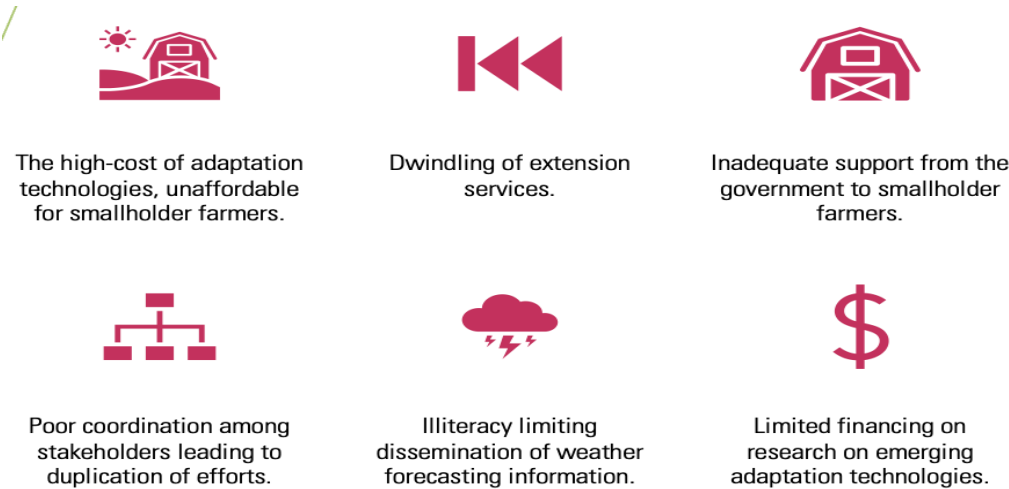 The high-cost of adaptation
technologies, unaffordable
for smallholder farmers.
Dwindling of extension
services.
Inadequate support from the
government to smallholder
farmers.
Poor coordination among
stakeholders leading to
duplication of efforts.
Illiteracy limiting
dissemination of weather
forecasting information.
Limited financing on
research on emerging
adaptation technologies.